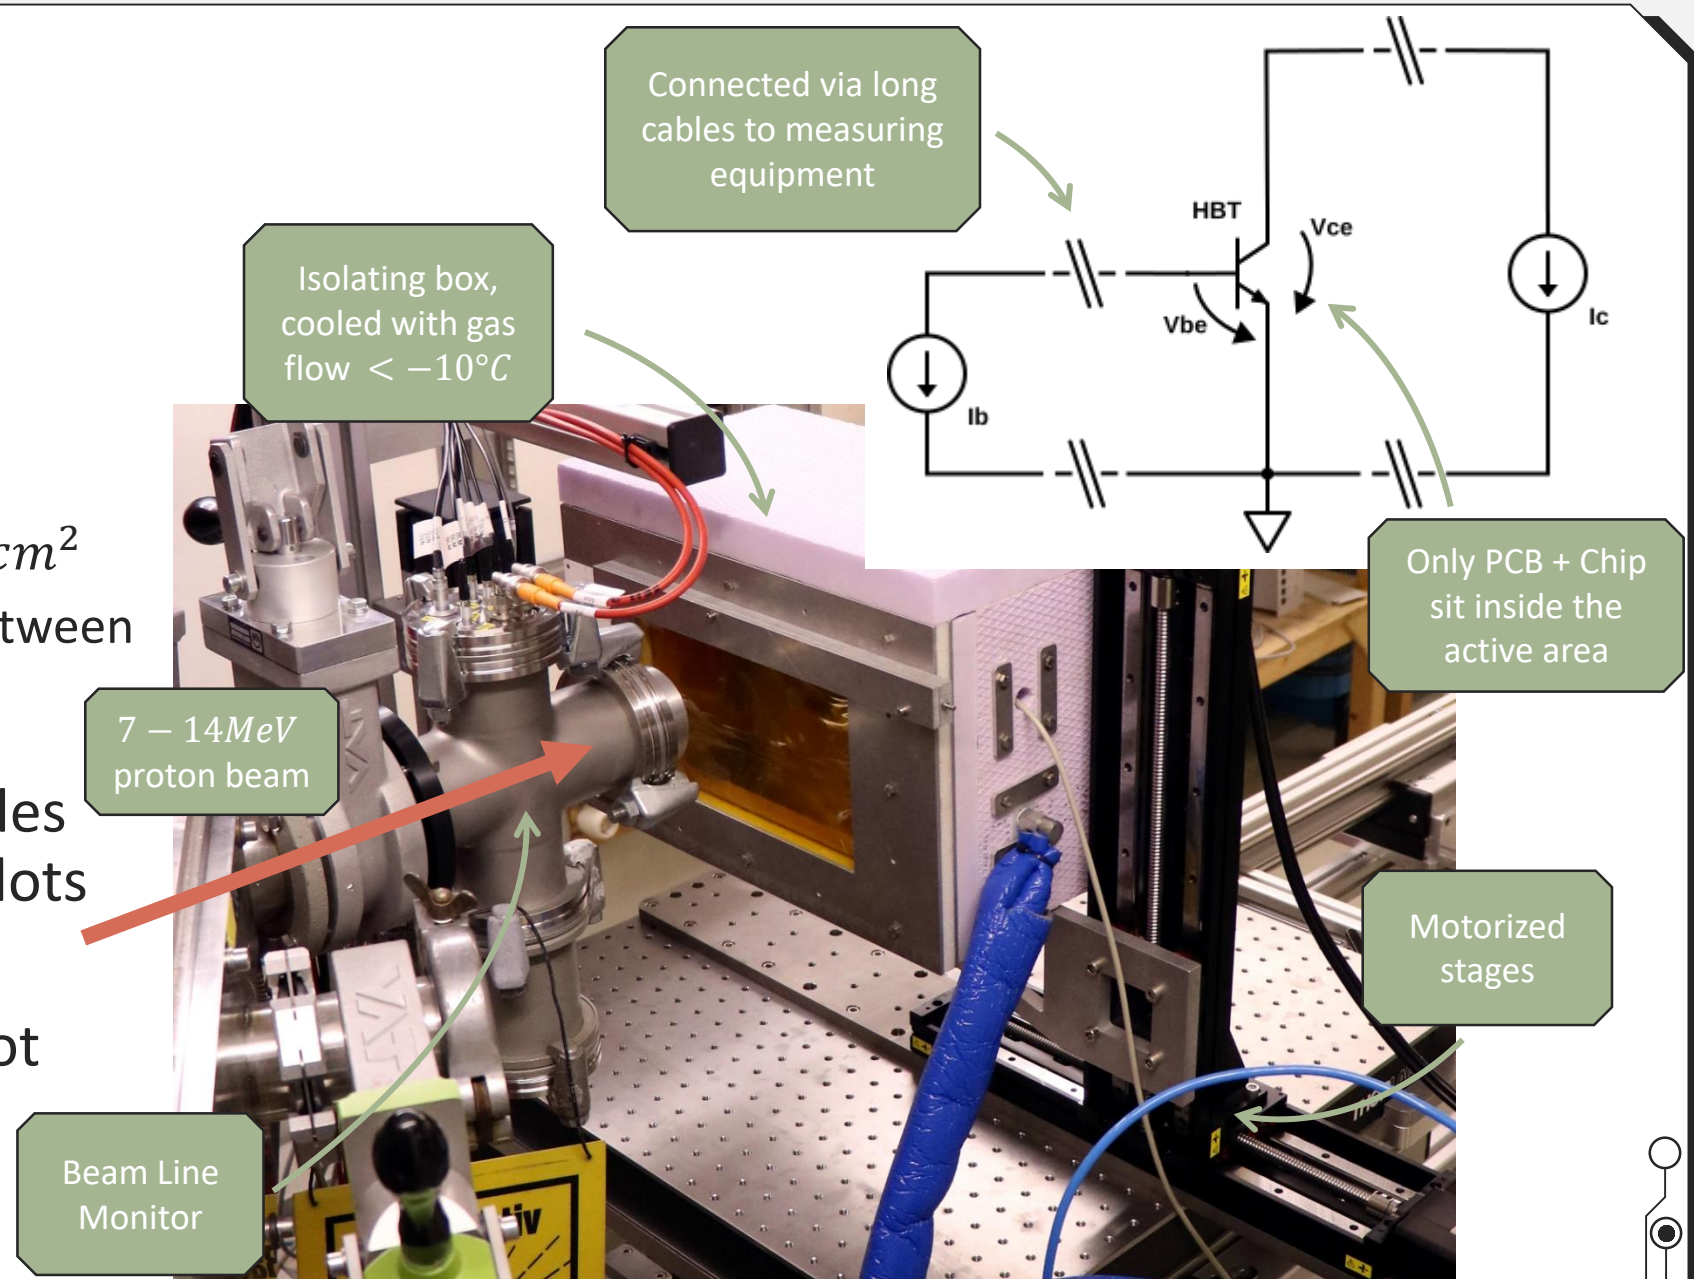 Connected via long
cables to measuring
equipment
HBT
Vce
Vbe
Ib
Ic
Isolating box,
cooled with gas
flow < −10°C
cm²
tween
7 − 14MeV
proton beam
les
lots
ot
Only PCB + Chip
sit inside the
active area
Motorized
stages
Beam Line
Monitor
VAT